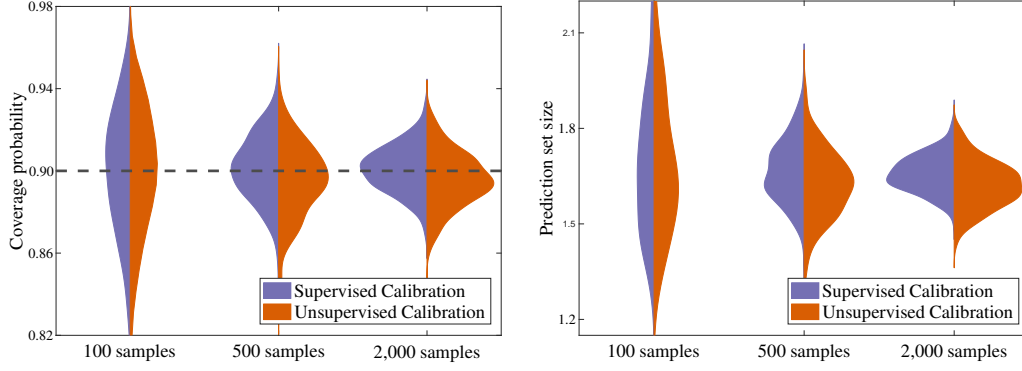 0.98
0.94
0.90
0.86
0.82
Coverage probability
Supervised Calibration
Unsupervised Calibration
100 samples
500 samples
2,000 samples
2.1
1.8
1.5
1.2
Prediction set size
Supervised Calibration
Unsupervised Calibration
100 samples
500 samples
2,000 samples